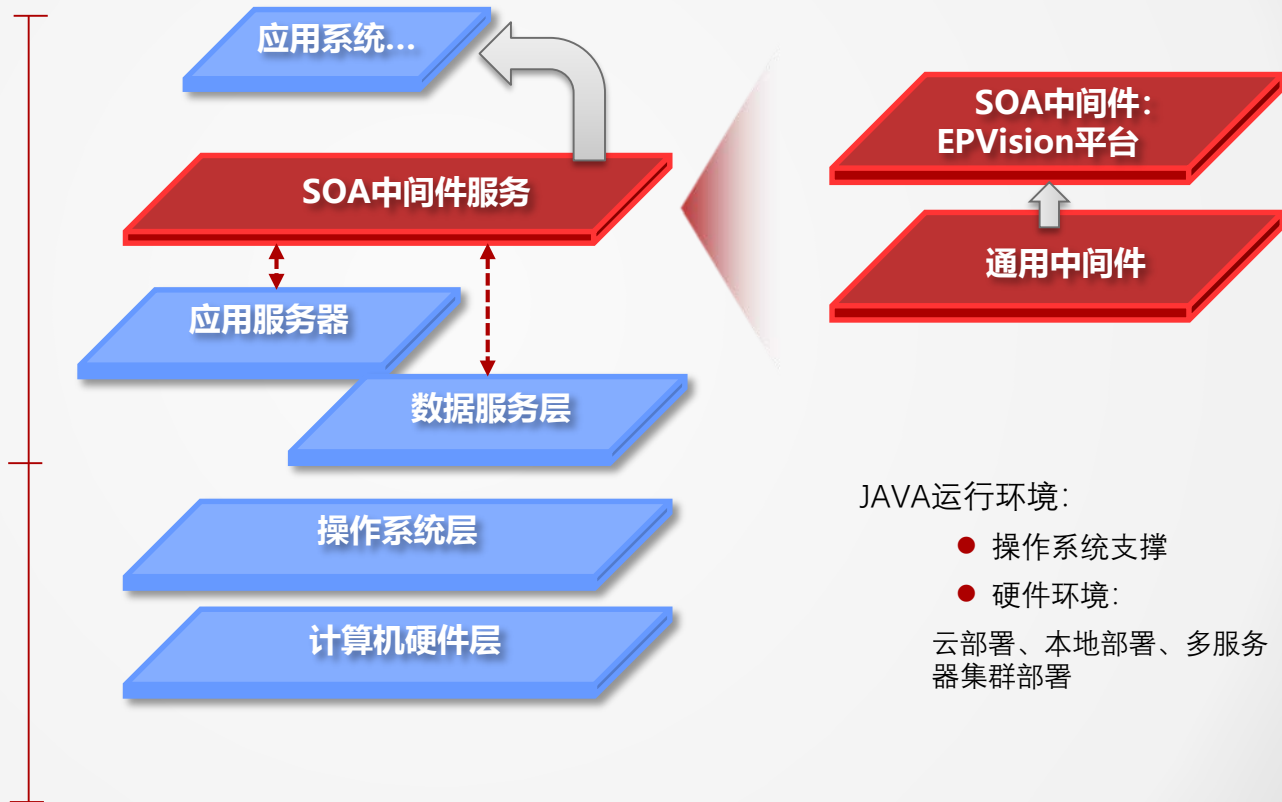 应用系统...
SOA中间件服务
应用服务器
数据服务层
操作系统层
计算机硬件层
SOA中间件：
EPVision平台
通用中间件
JAVA运行环境：
操作系统支撑
硬件环境：
云部署、本地部署、多服务
器集群部署